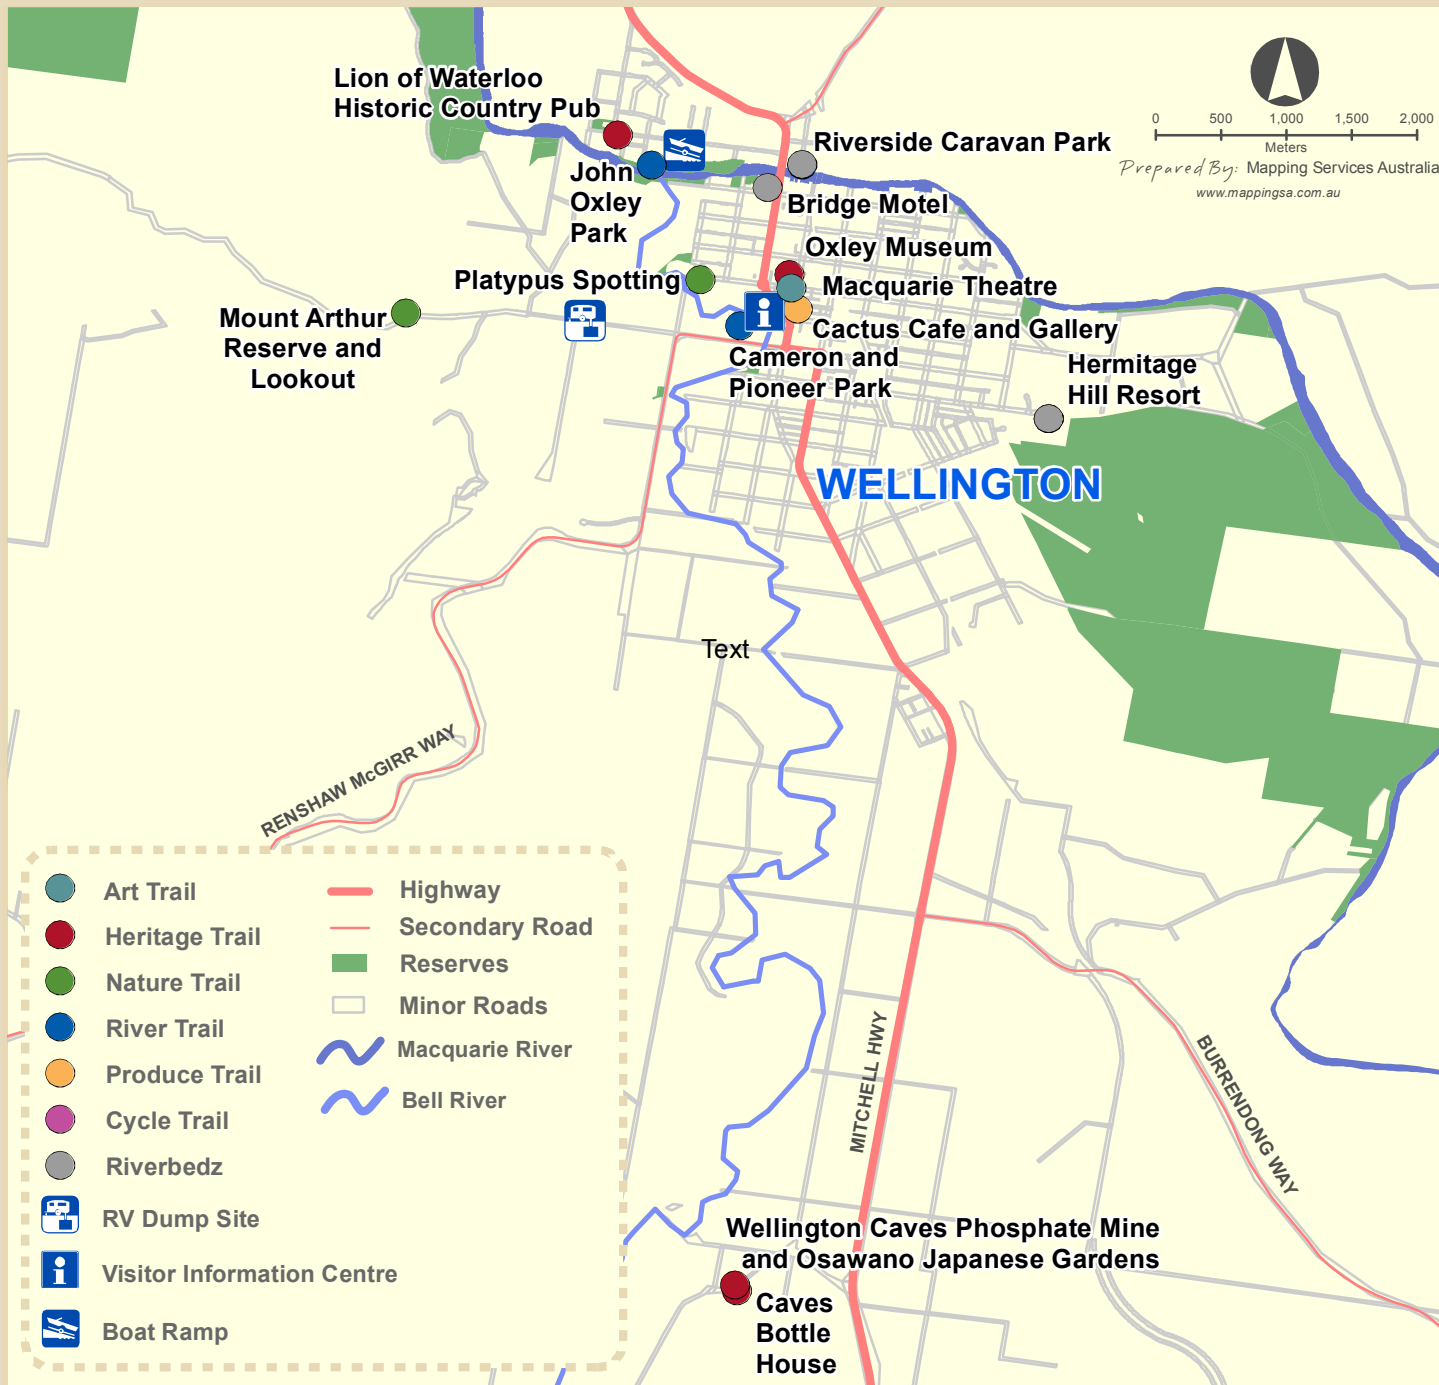 Lion of Waterloo
Historic Country Pub
0 500 1,000 1,500 2,000
Meters
Prepared By: Mapping Services Australia
www.mappingsa.com.au
Riverside Caravan Park
John
Oxley
Park
Bridge Motel
Oxley Museum
Platypus Spotting
Macquarie Theatre
Mount Arthur
Reserve and
Lookout
Cactus Cafe and Gallery
Cameron and
Pioneer Park
Hermitage
Hill Resort
WELLINGTON
Text
RENSHAW McGIRR WAY
MITCHELL HWY
BURRENDONG WAY
Wellington Caves Phosphate Mine
and Osawano Japanese Gardens
Caves
Bottle
House
Art Trail
Heritage Trail
Nature Trail
River Trail
Produce Trail
Cycle Trail
Riverbedz
RV Dump Site
Visitor Information Centre
Boat Ramp
Highway
Secondary Road
Reserves
Minor Roads
Macquarie River
Bell River